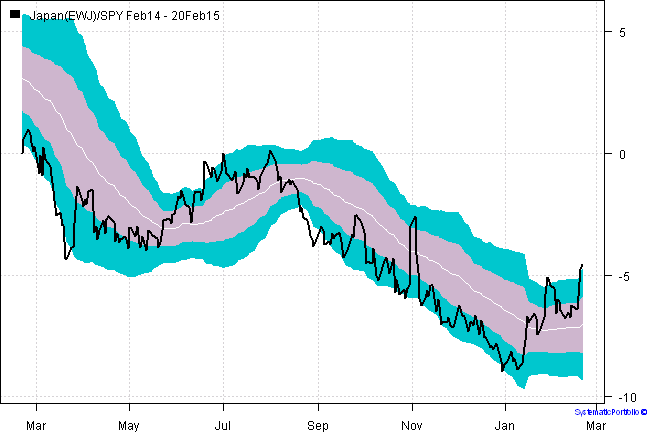 Japan(EWJ)/SPY Feb14 - 20Feb15
5
0
-5
-10
Mar May Jul Sep Nov Jan Mar
SystematicPortfolio ©